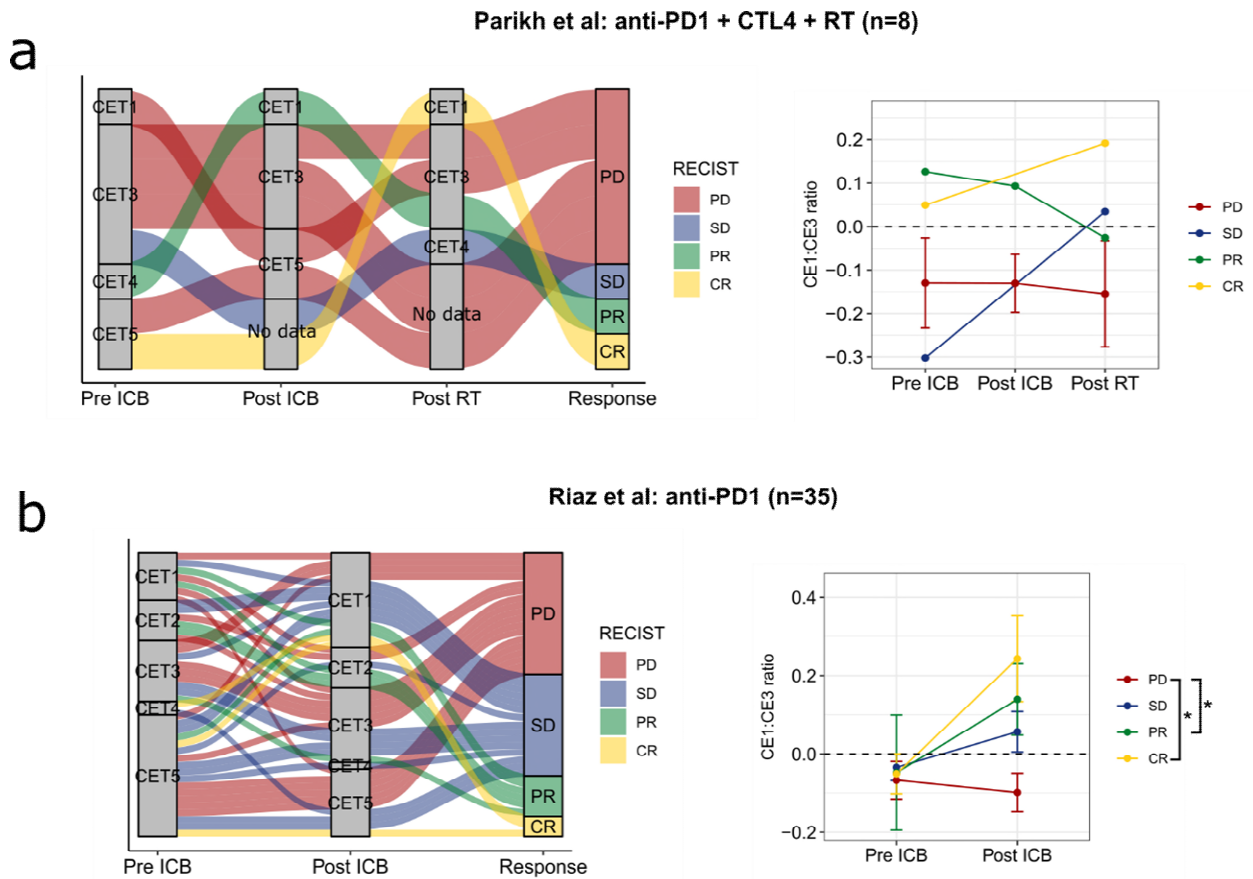 Parikh et al: anti-PD1 + CTL4 + RT (n=8)
a
CET1
CET3
CET4
CET5
CET1
CET3
CET5
No data
CET1
CET3
CET4
No data
PD
SD
PR
CR
Pre ICB
Post ICB
Post RT
Response
RECIST
PD
SD
PR
CR
CE1:CE3 ratio
0.2
0.1
0.0
−0.1
−0.2
−0.3
Pre ICB
Post ICB
Post RT
PD
SD
PR
CR
Riaz et al: anti-PD1 (n=35)
b
CET1
CET2
CET3
CET4
CET5
CET1
CET2
CET3
CET4
CET5
PD
SD
PR
CR
Pre ICB
Post ICB
Response
RECIST
PD
SD
PR
CR
CE1:CE3 ratio
0.4
0.2
0.0
−0.2
Pre ICB
Post ICB
PD
SD
PR
CR
*
*